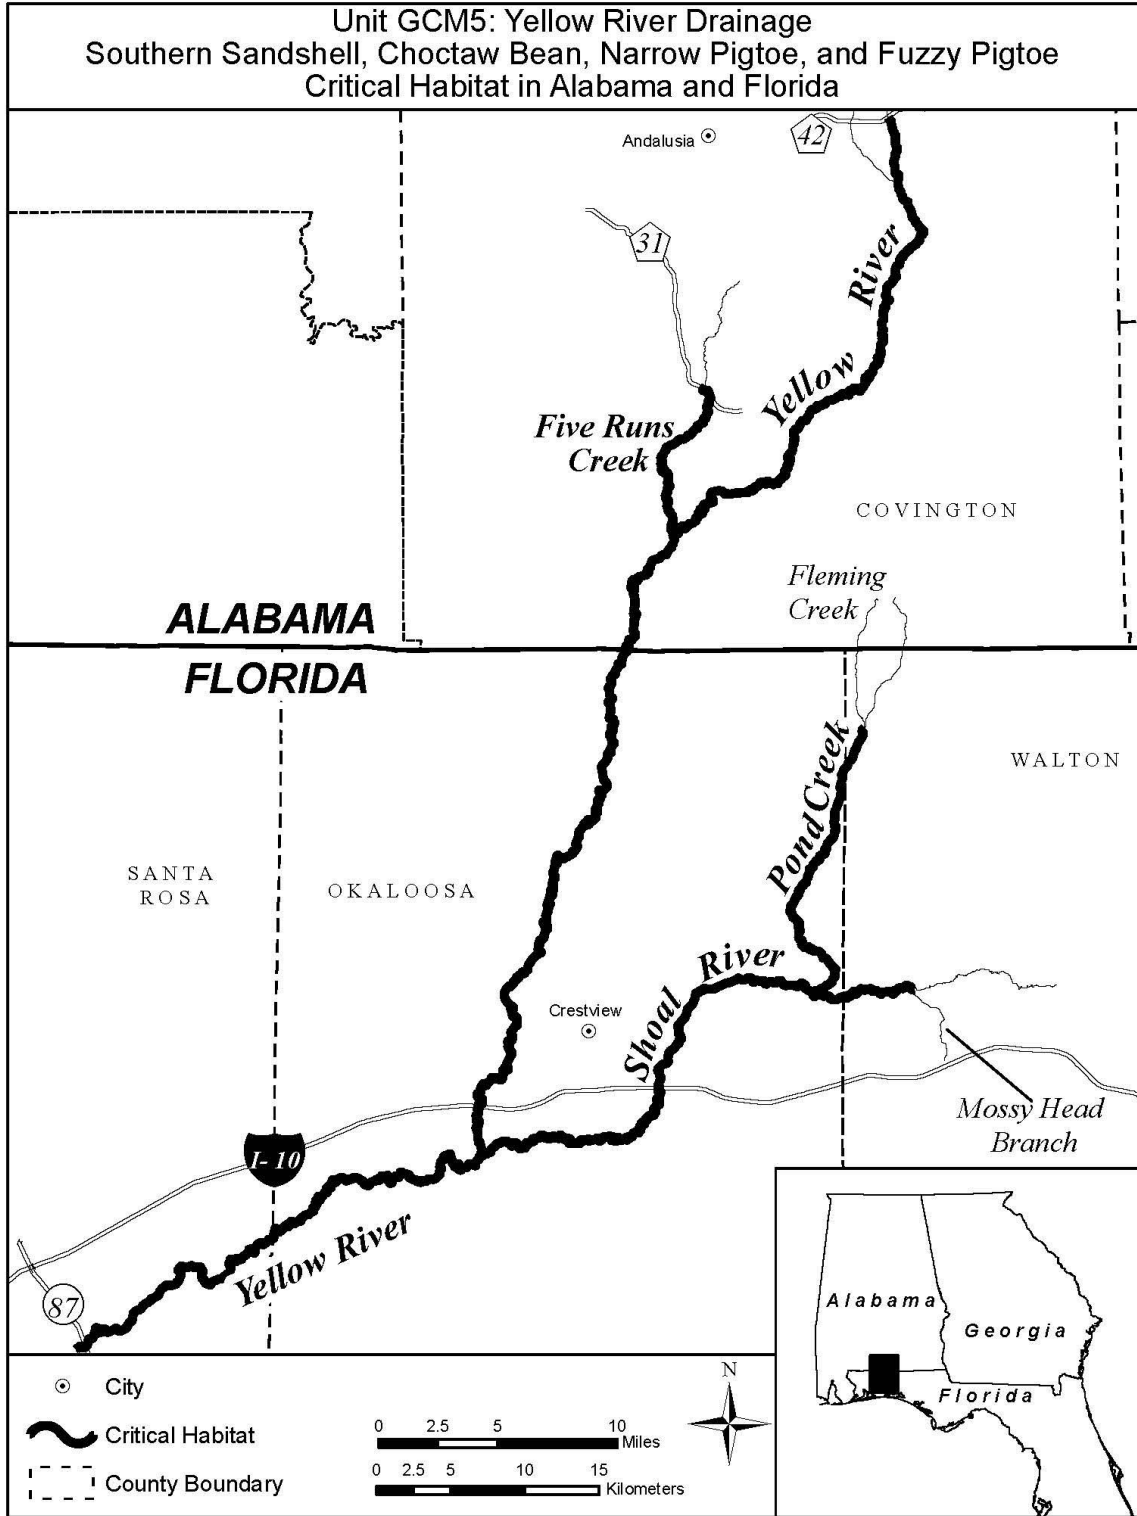 Unit GCM5: Yellow River Drainage
Southern Sandshell, Choctaw Bean, Narrow Pigtoe, and Fuzzy Pigtoe
Critical Habitat in Alabama and Florida
Andalusia
42
31
River
Yellow
Five Runs
Creek
COVINGTON
Fleming
Creek
ALABAMA
FLORIDA
WALTON
Pond Creek
SANTA
ROSA
OKALOOSA
Shoal River
Crestview
Mossy Head
Branch
I-10
Yellow River
87
Alabama
Georgia
Florida
City
Critical Habitat
County Boundary
0 2.5 5 10
Miles
0 2.5 5 10 15
Kilometers
N